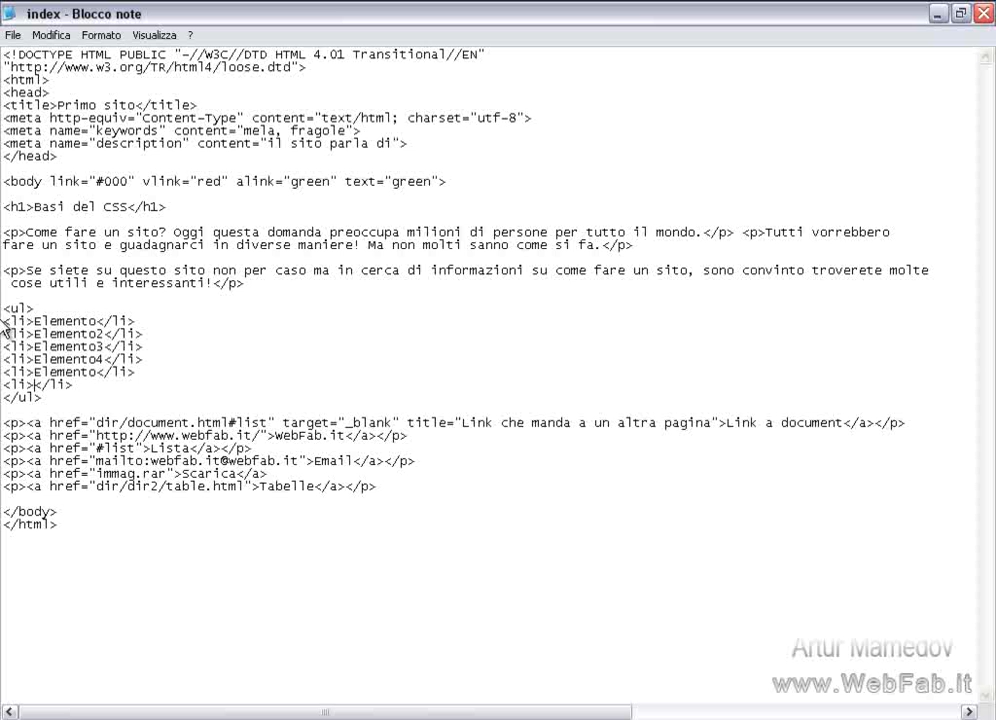 index - Blocco note
File Modifica Formato Visualizza ?
<!DOCTYPE HTML PUBLIC "-//W3C//DTD HTML 4.01 Transitional//EN"
"http://www.w3.org/TR/html4/loose.dtd">
<html>
<head>
<title>Primo sito</title>
<meta http-equiv="Content-Type" content="text/html; charset="utf-8">
<meta name="keywords" content="mela, fragole">
<meta name="description" content="il sito parla di">
</head>
<body link="#000" vlink="red" alink="green" text="green">
<h1>Basi del CSS</h1>
<p>Come fare un sito? Oggi questa domanda preoccupa milioni di persone per tutto il mondo.</p> <p>Tutti vorrebbero
fare un sito e guadagnarci in diverse maniere! Ma non molti sanno come si fa.</p>
<p>Se siete su questo sito non per caso ma in cerca di informazioni su come fare un sito, sono convinto troverete molte
cose utili e interessanti!</p>
<ul>
<li>Elemento</li>
<li>Elemento2</li>
<li>Elemento3</li>
<li>Elemento4</li>
<li>Elemento</li>
<li></li>
</ul>
<p><a href="dir/document.html#list" target="_blank" title="Link che manda a un altra pagina">Link a document</a></p>
<p><a href="http://www.webfab.it/">WebFab.it</a></p>
<p><a href="#list">Lista</a></p>
<p><a href="mailto:webfab.it@webfab.it">Email</a></p>
<p><a href="immag.rar">Scarica</a>
<p><a href="dir/dir2/table.html">Tabelle</a></p>
</body>
</html>
Artur Mamedov
www.WebFab.it